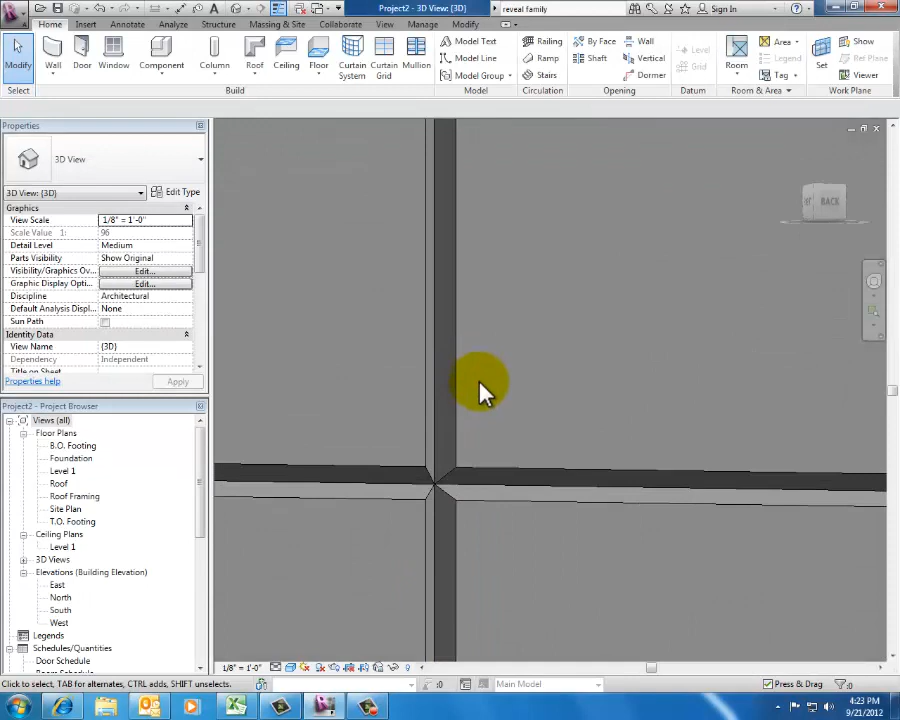 Project2 - 3D View: {3D}
reveal family
Sign In
Home Insert Annotate Analyze Structure Massing & Site Collaborate View Manage Modify
Modify Wall Door Window Component Column Roof Ceiling Floor Curtain System Curtain Grid Mullion
Model Text
Model Line
Model Group
Railing
Ramp
Stairs
By Face
Shaft
Wall
Vertical
Dormer
Level
Grid
Room
Area
Legend
Tag
Set
Show
Ref Plane
Viewer
Select Build Model Circulation Opening Datum Room & Area Work Plane
Properties
3D View
3D View: {3D} Edit Type
Graphics
View Scale 1/8" = 1'-0"
Scale Value 1: 96
Detail Level Medium
Parts Visibility Show Original
Visibility/Graphics Ov... Edit...
Graphic Display Opti... Edit...
Discipline Architectural
Default Analysis Displ... None
Sun Path
Identity Data
View Name {3D}
Dependency Independent
Title on Sheet
Properties help Apply
Project2 - Project Browser
Views (all)
Floor Plans
B.O. Footing
Foundation
Level 1
Roof
Roof Framing
Site Plan
T.O. Footing
Ceiling Plans
Level 1
3D Views
Elevations (Building Elevation)
East
North
South
West
Legends
Schedules/Quantities
Door Schedule
BACK
1/8" = 1'-0"
Click to select, TAB for alternates, CTRL adds, SHIFT unselects.
:0
Main Model
Press & Drag
:0
4:23 PM
9/21/2012